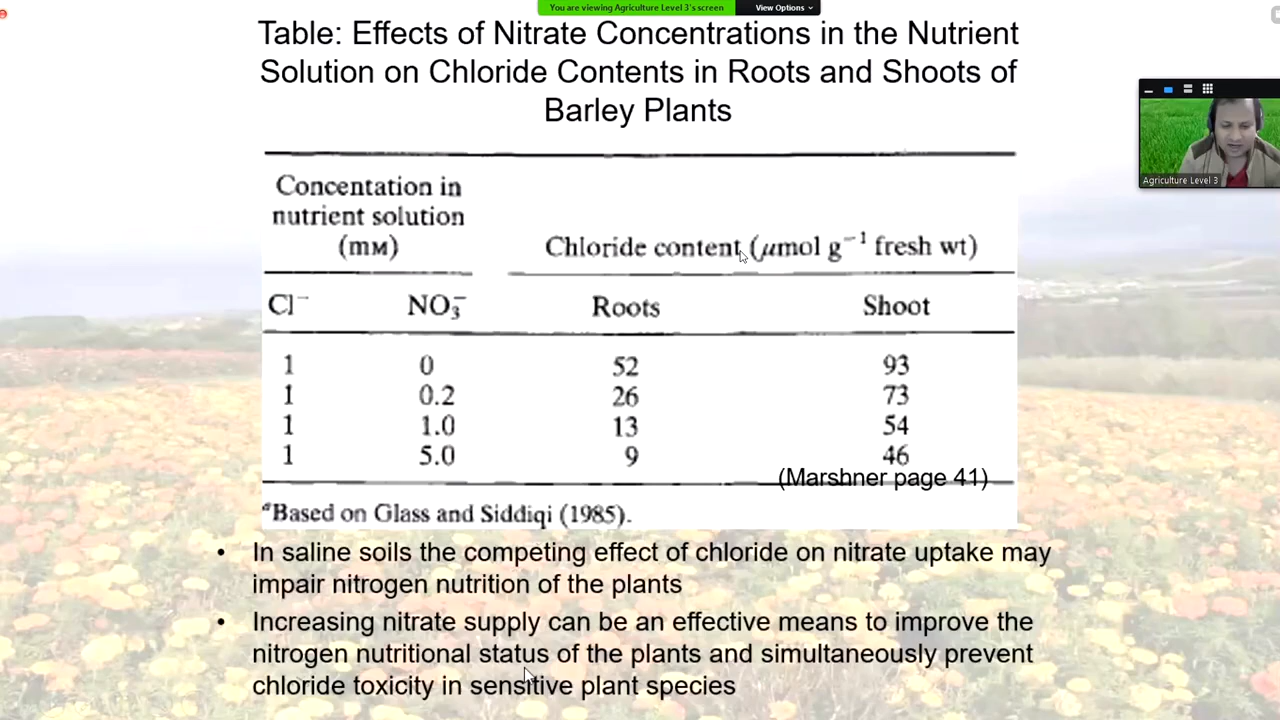 You are viewing Agriculture Level 3's screen
View Options
Table: Effects of Nitrate Concentrations in the Nutrient
Solution on Chloride Contents in Roots and Shoots of
Barley Plants
Agriculture Level 3
Concentation in
nutrient solution
(mM) Chloride content (μmol g⁻¹ fresh wt)
Cl⁻ NO₃⁻ Roots Shoot
1 0 52 93
1 0.2 26 73
1 1.0 13 54
1 5.0 9 46
(Marshner page 41)
ᵃBased on Glass and Siddiqi (1985).
• In saline soils the competing effect of chloride on nitrate uptake may
impair nitrogen nutrition of the plants
• Increasing nitrate supply can be an effective means to improve the
nitrogen nutritional status of the plants and simultaneously prevent
chloride toxicity in sensitive plant species